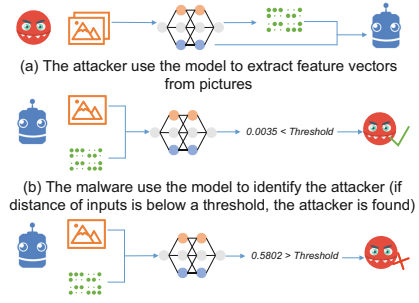 (a) The attacker use the model to extract feature vectors
from pictures
0.0035 < Threshold
(b) The malware use the model to identify the attacker (if
distance of inputs is below a threshold, the attacker is found)
0.5802 > Threshold